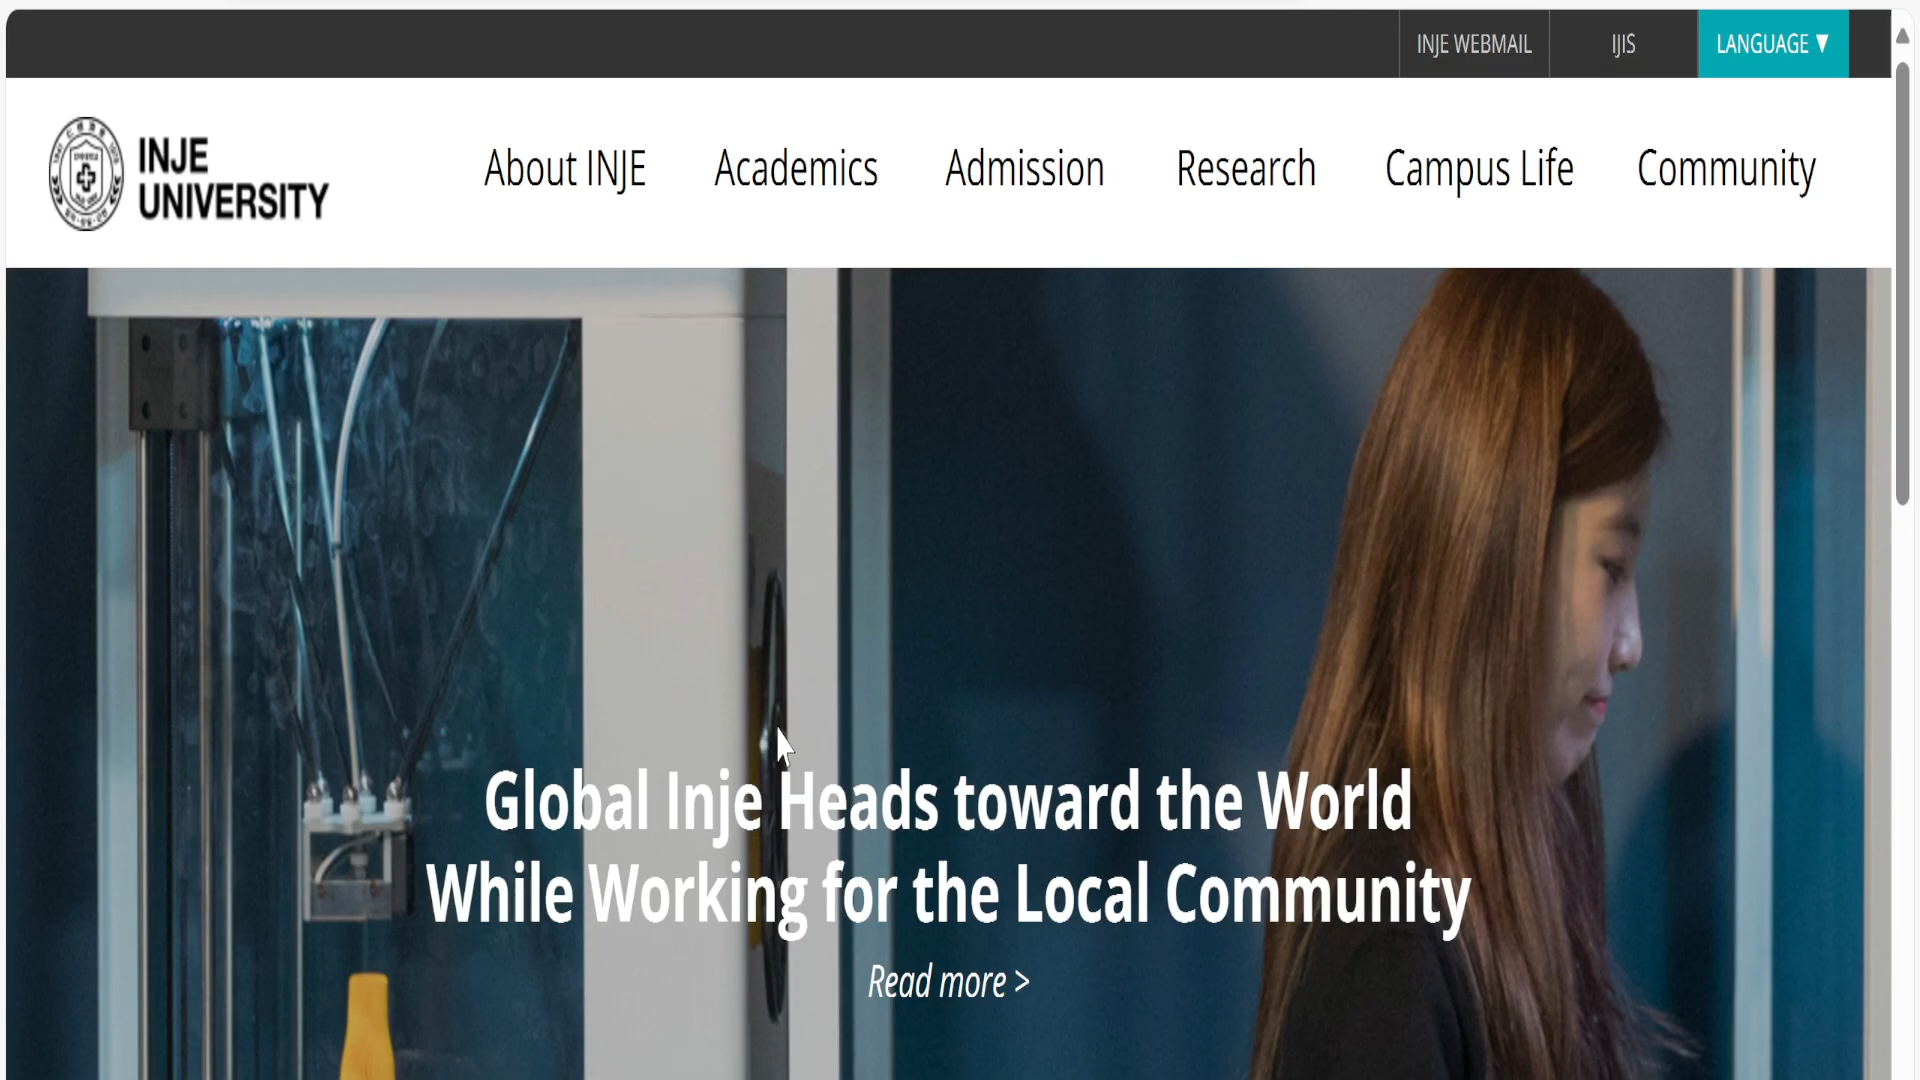 INJE WEBMAIL IJIS LANGUAGE ▼
INJE
UNIVERSITY
About INJE Academics Admission Research Campus Life Community
Global Inje Heads toward the World
While Working for the Local Community
Read more >